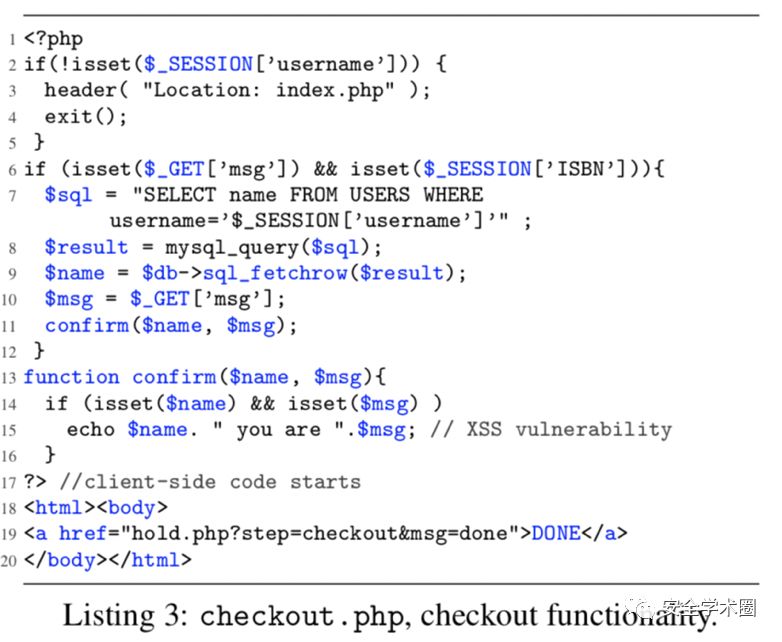 1 <?php
2 if(!isset($_SESSION['username'])) {
3 header( "Location: index.php" );
4 exit();
5 }
6 if (isset($_GET['msg']) && isset($_SESSION['ISBN'])){
7 $sql = "SELECT name FROM USERS WHERE
username='$_SESSION['username']'" ;
8 $result = mysql_query($sql);
9 $name = $db->sql_fetchrow($result);
10 $msg = $_GET['msg'];
11 confirm($name, $msg);
12 }
13 function confirm($name, $msg){
14 if (isset($name) && isset($msg) )
15 echo $name. " you are ".$msg; // XSS vulnerability
16 }
17 ?> //client-side code starts
18 <html><body>
19 <a href="hold.php?step=checkout&msg=done">DONE</a>
20 </body></html>
Listing 3: checkout.php, checkout functionality.
安全学术圈